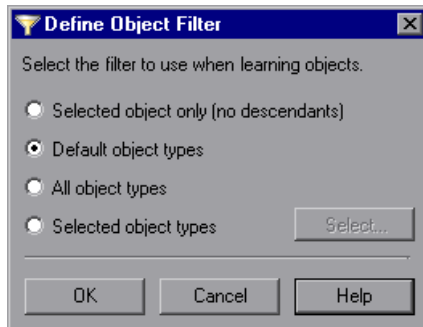 Define Object Filter
Select the filter to use when learning objects.
Selected object only (no descendants)
Default object types
All object types
Selected object types
Select...
OK
Cancel
Help